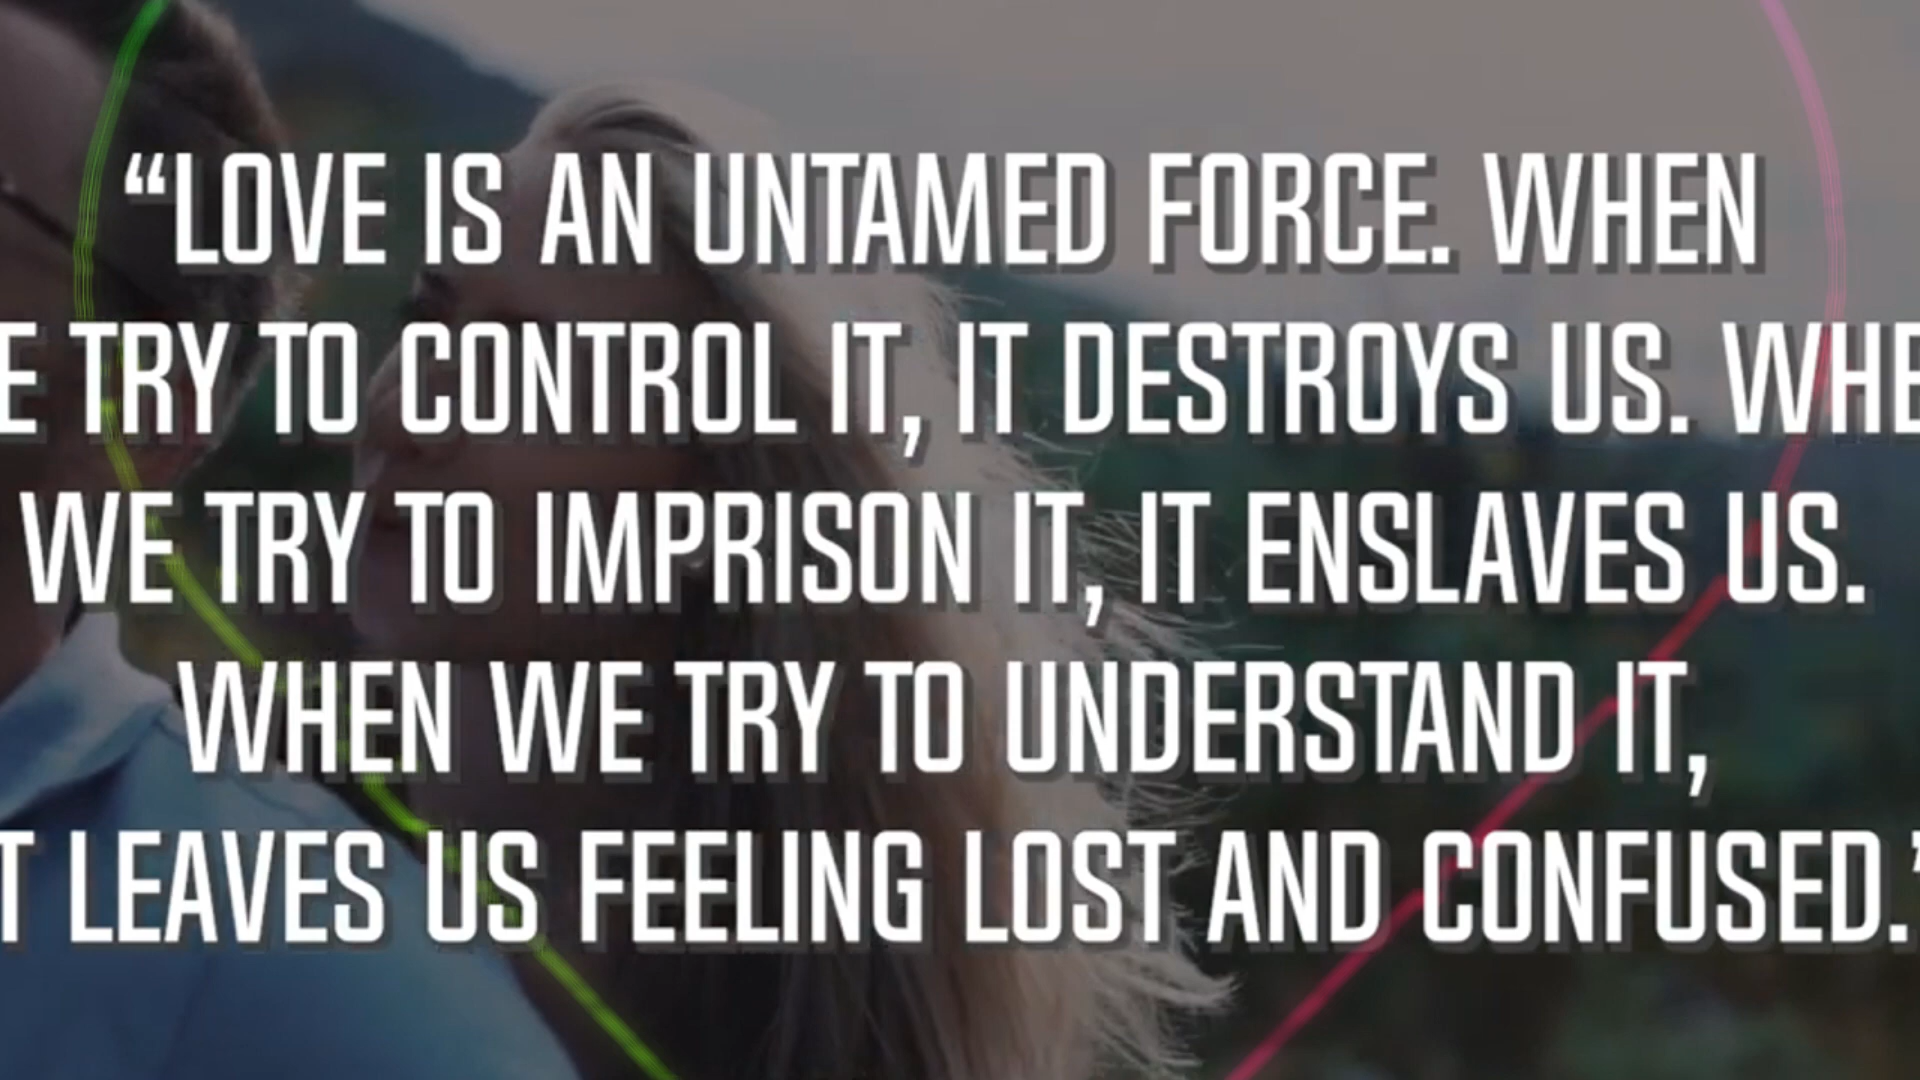 “LOVE IS AN UNTAMED FORCE. WHEN
E TRY TO CONTROL IT, IT DESTROYS US. WHE
WE TRY TO IMPRISON IT, IT ENSLAVES US.
WHEN WE TRY TO UNDERSTAND IT,
T LEAVES US FEELING LOST AND CONFUSED.”